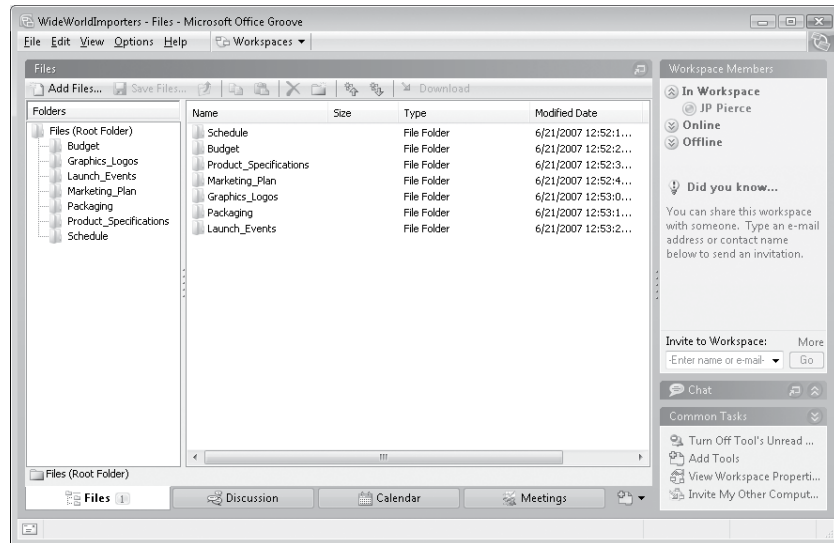 WideWorldImporters - Files - Microsoft Office Groove
File Edit View Options Help Workspaces
Files
Add Files... Save Files... Download
Folders
Files (Root Folder)
Budget
Graphics_Logos
Launch_Events
Marketing_Plan
Packaging
Product_Specifications
Schedule
Name Size Type Modified Date
Schedule File Folder 6/21/2007 12:52:1...
Budget File Folder 6/21/2007 12:52:2...
Product_Specifications File Folder 6/21/2007 12:52:3...
Marketing_Plan File Folder 6/21/2007 12:52:4...
Graphics_Logos File Folder 6/21/2007 12:53:0...
Packaging File Folder 6/21/2007 12:53:1...
Launch_Events File Folder 6/21/2007 12:53:2...
Files (Root Folder)
Files 1 Discussion Calendar Meetings
Workspace Members
In Workspace
JP Pierce
Online
Offline
Did you know...
You can share this workspace
with someone. Type an e-mail
address or contact name
below to send an invitation.
Invite to Workspace: More
-Enter name or e-mail- Go
Chat
Common Tasks
Turn Off Tool's Unread ...
Add Tools
View Workspace Properti...
Invite My Other Comput...